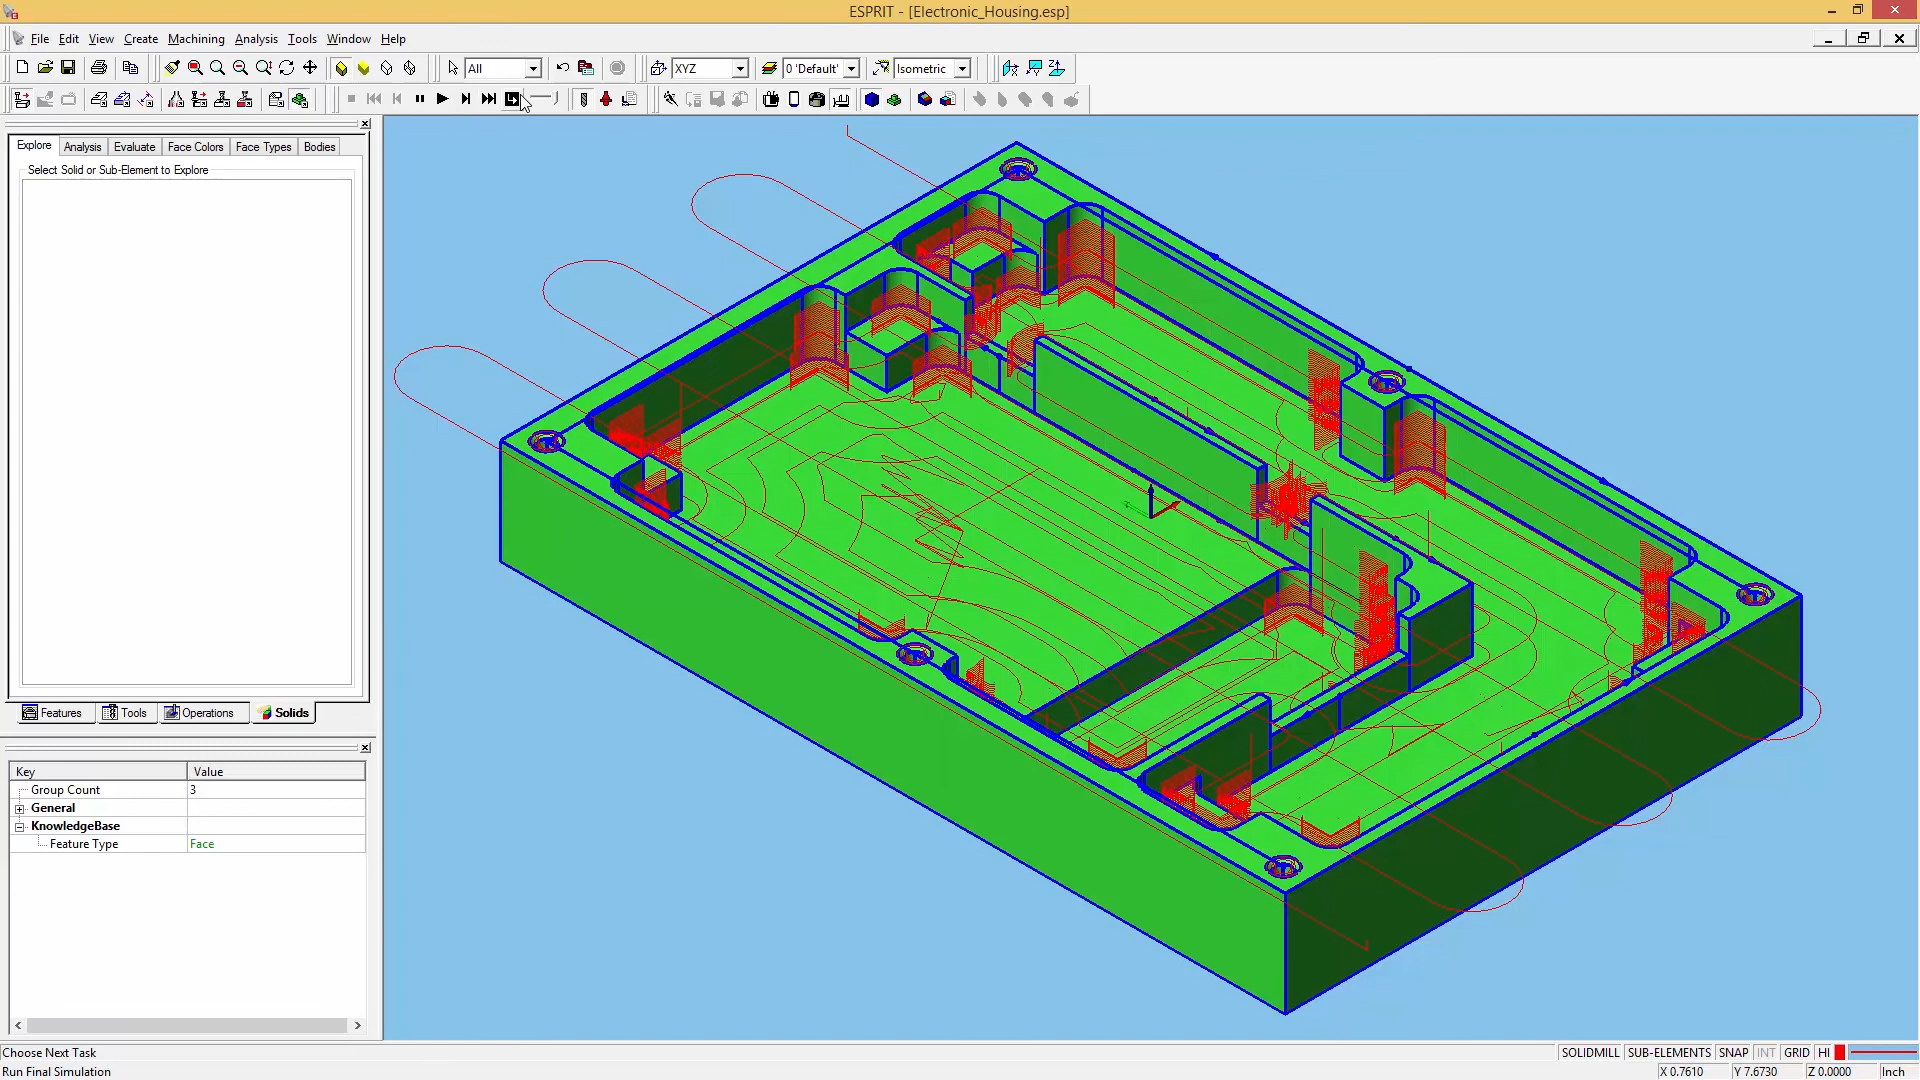 ESPRIT - [Electronic_Housing.esp]
File Edit View Create Machining Analysis Tools Window Help
All XYZ 0 'Default' Isometric
Explore Analysis Evaluate Face Colors Face Types Bodies
Select Solid or Sub-Element to Explore
Features Tools Operations Solids
Key Value
Group Count 3
General
KnowledgeBase
Feature Type Face
Choose Next Task SOLIDMILL SUB-ELEMENTS SNAP INT GRID HI
Run Final Simulation X 0.7610 Y 7.6730 Z 0.0000 Inch